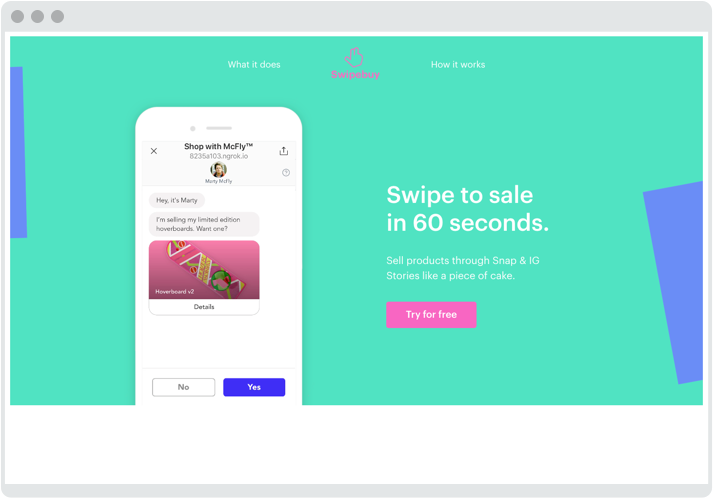 What it does
Swipebuy
How it works
Shop with McFly™
8235a103.ngrok.io
Marty McFly
Hey, it's Marty
I'm selling my limited edition
hoverboards. Want one?
Hoverboard v2
Details
No
Yes
Swipe to sale
in 60 seconds.
Sell products through Snap & IG
Stories like a piece of cake.
Try for free